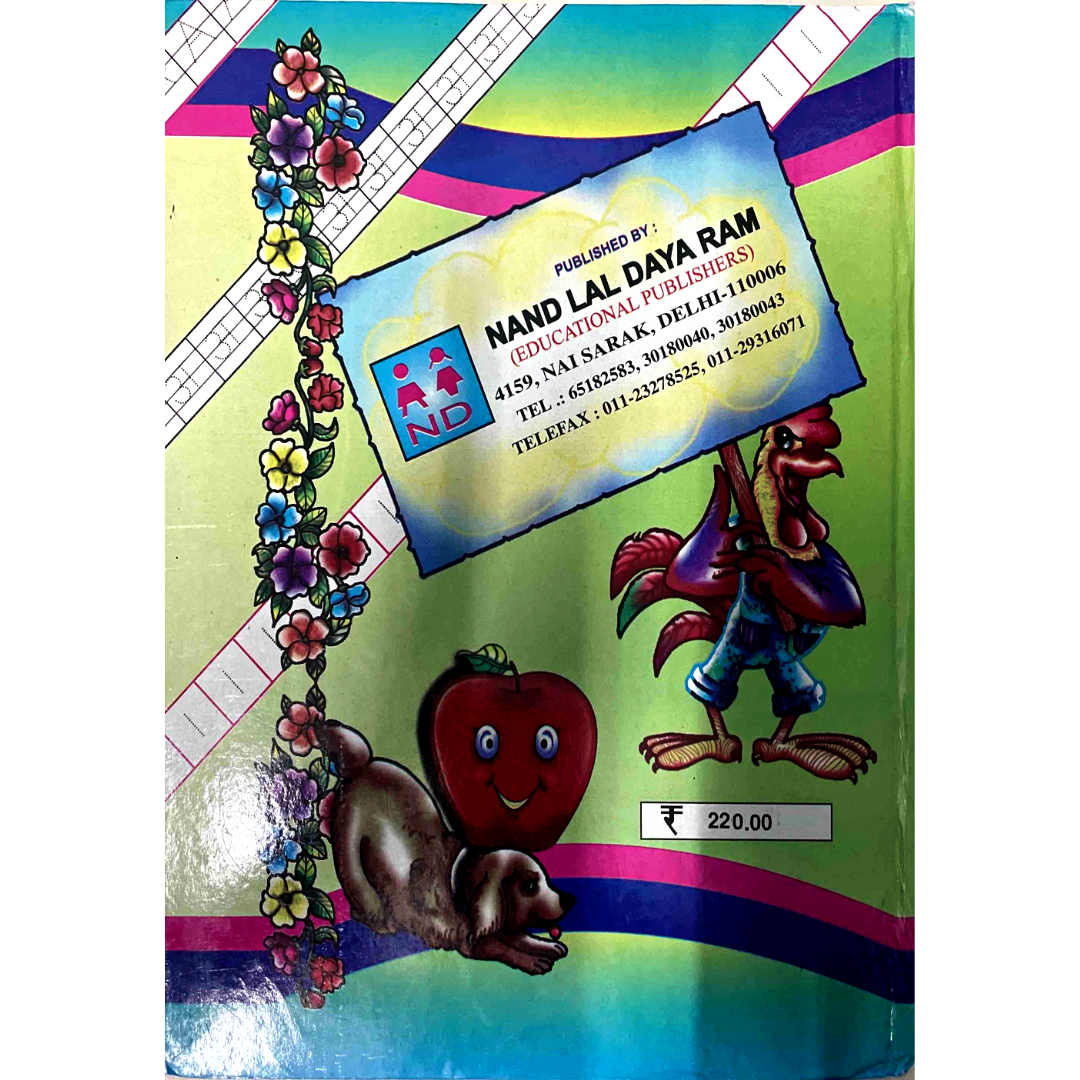 A
अ अ अ अ अ अ अ अ
PUBLISHED BY :
NAND LAL DAYA RAM
(EDUCATIONAL PUBLISHERS)
4159, NAI SARAK, DELHI-110006
TEL .: 65182583, 30180040, 30180043
TELEFAX : 011-23278525, 011-29316071
ND
₹ 220.00